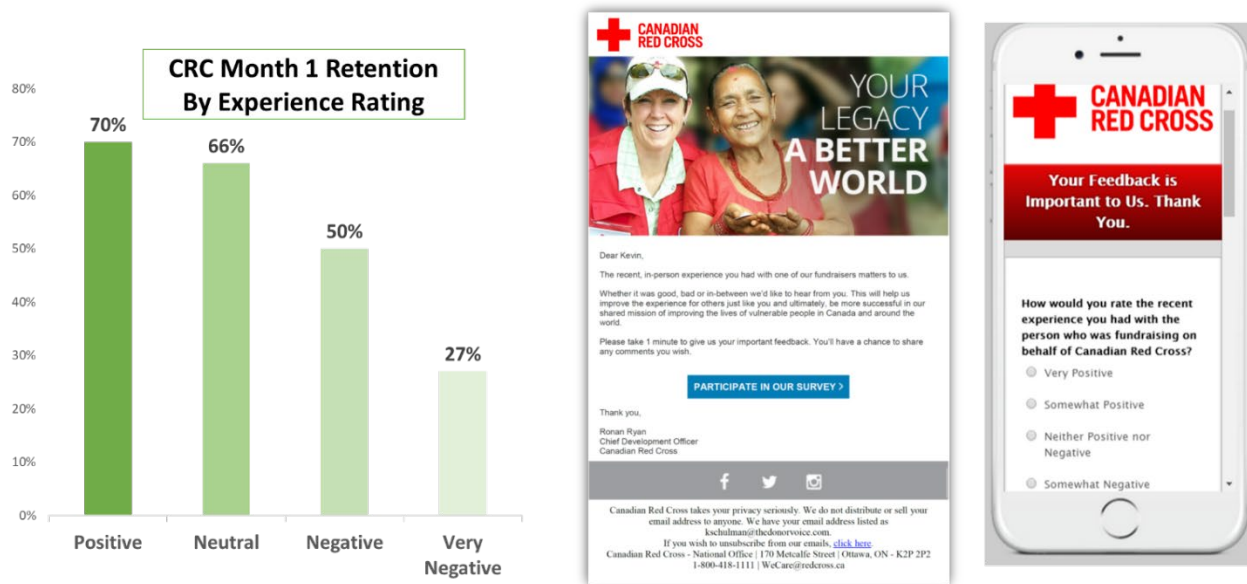 CRC Month 1 Retention
By Experience Rating
80%
70%
60%
50%
40%
30%
20%
10%
0%
70%
66%
50%
27%
Positive
Neutral
Negative
Very
Negative
CANADIAN
RED CROSS
YOUR
LEGACY
A BETTER
WORLD
Dear Kevin,
The recent, in-person experience you had with one of our fundraisers matters to us.
Whether it was good, bad or in-between we'd like to hear from you. This will help us
improve the experience for others just like you and ultimately, be more successful in our
shared mission of improving the lives of vulnerable people in Canada and around the
world.
Please take 1 minute to give us your important feedback. You'll have a chance to share
any comments you wish.
PARTICIPATE IN OUR SURVEY >
Thank you,
Ronan Ryan
Chief Development Officer
Canadian Red Cross
Canadian Red Cross takes your privacy seriously. We do not distribute or sell your
email address to anyone. We have your email address listed as
kschulman@thedonorvoice.com.
If you wish to unsubscribe from our emails, click here.
Canadian Red Cross - National Office | 170 Metcalfe Street | Ottawa, ON - K2P 2P2
1-800-418-1111 | WeCare@redcross.ca
CANADIAN
RED CROSS
Your Feedback is
Important to Us. Thank
You.
How would you rate the
recent
experience you had with the
person who was fundraising on
behalf of Canadian Red Cross?
Very Positive
Somewhat Positive
Neither Positive nor
Negative
Somewhat Negative